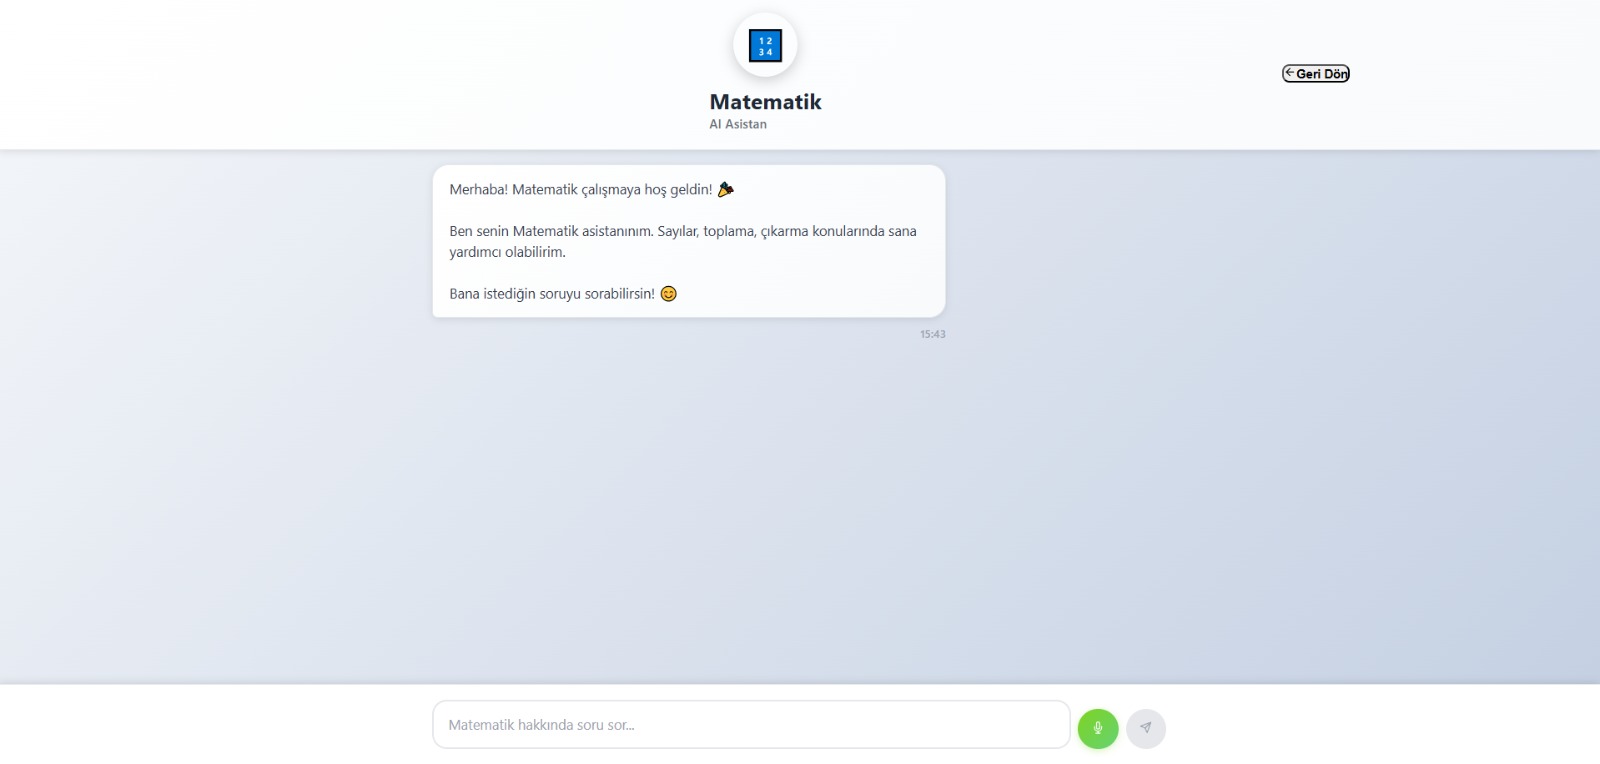 1 2
3 4
Matematik
AI Asistan
Geri Dön
Merhaba! Matematik çalışmaya hoş geldin!
Ben senin Matematik asistanınım. Sayılar, toplama, çıkarma konularında sana
yardımcı olabilirim.
Bana istediğin soruyu sorabilirsin!
15:43
Matematik hakkında soru sor...